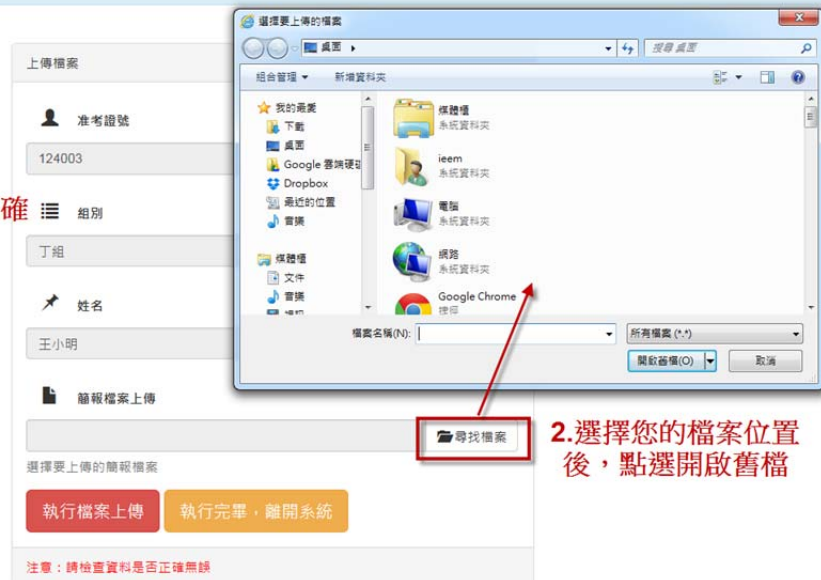 選擇要上傳的檔案
桌面
搜尋 桌面
組合管理
新增資料夾
我的最愛
下載
桌面
Google 雲端硬碟
Dropbox
最近的位置
音樂
媒體櫃
文件
音樂
媒體櫃
系統資料夾
ieem
系統資料夾
電腦
系統資料夾
網路
系統資料夾
Google Chrome
捷徑
檔案名稱(N):
所有檔案 (*.*)
開啟舊檔(O)
取消
上傳檔案
准考證號
124003
確
組別
丁組
姓名
王小明
簡報檔案上傳
尋找檔案
選擇要上傳的簡報檔案
執行檔案上傳
執行完畢，離開系統
注意：請檢查資料是否正確無誤
2.選擇您的檔案位置
後，點選開啟舊檔